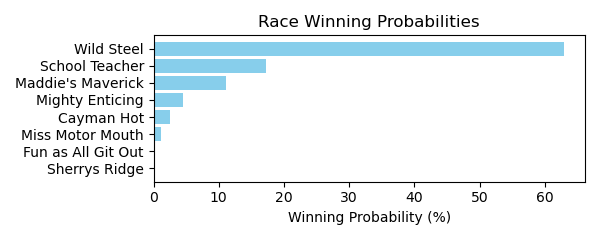 Race Winning Probabilities
Wild Steel
School Teacher
Maddie's Maverick
Mighty Enticing
Cayman Hot
Miss Motor Mouth
Fun as All Git Out
Sherrys Ridge
0 10 20 30 40 50 60
Winning Probability (%)